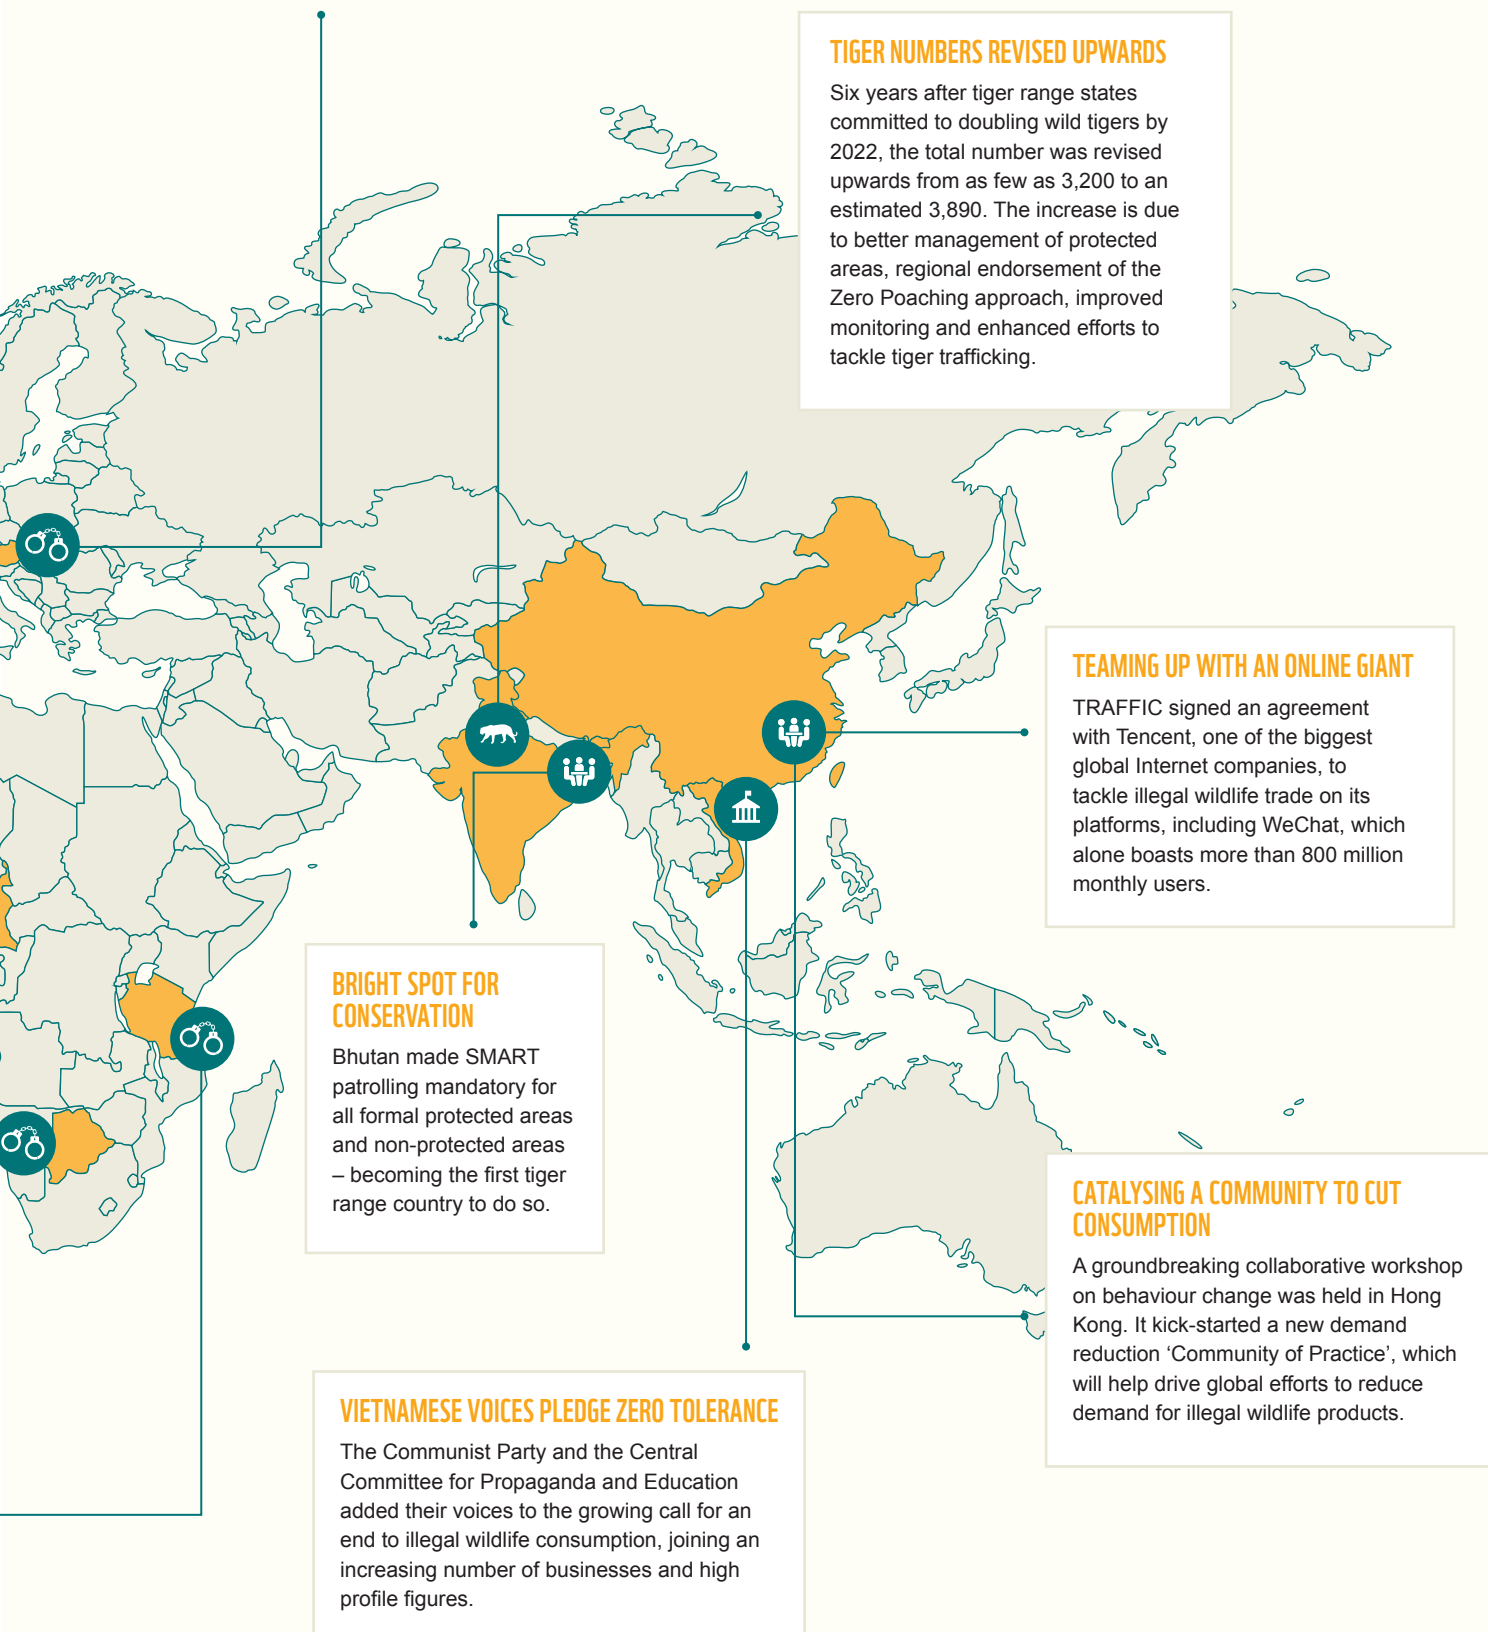 TIGER NUMBERS REVISED UPWARDS
Six years after tiger range states
committed to doubling wild tigers by
2022, the total number was revised
upwards from as few as 3,200 to an
estimated 3,890. The increase is due
to better management of protected
areas, regional endorsement of the
Zero Poaching approach, improved
monitoring and enhanced efforts to
tackle tiger trafficking.
TEAMING UP WITH AN ONLINE GIANT
TRAFFIC signed an agreement
with Tencent, one of the biggest
global Internet companies, to
tackle illegal wildlife trade on its
platforms, including WeChat, which
alone boasts more than 800 million
monthly users.
BRIGHT SPOT FOR
CONSERVATION
Bhutan made SMART
patrolling mandatory for
all formal protected areas
and non-protected areas
– becoming the first tiger
range country to do so.
CATALYSING A COMMUNITY TO CUT
CONSUMPTION
A groundbreaking collaborative workshop
on behaviour change was held in Hong
Kong. It kick-started a new demand
reduction ‘Community of Practice’, which
will help drive global efforts to reduce
demand for illegal wildlife products.
VIETNAMESE VOICES PLEDGE ZERO TOLERANCE
The Communist Party and the Central
Committee for Propaganda and Education
added their voices to the growing call for an
end to illegal wildlife consumption, joining an
increasing number of businesses and high
profile figures.